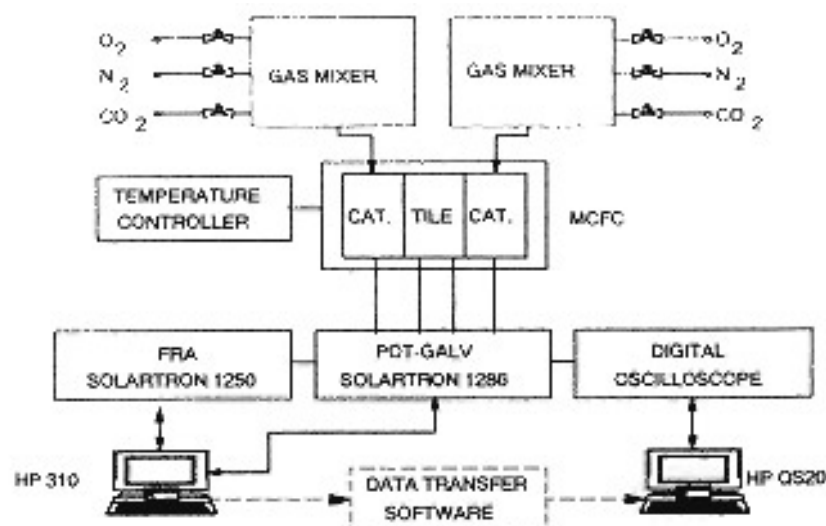 O2
N2
CO2
GAS MIXER
GAS MIXER
O2
N2
CO2
TEMPERATURE
CONTROLLER
CAT.
TILE
CAT.
MCFC
FRA
SOLARTRON 1250
POT-GALV
SOLARTRON 1286
DIGITAL
OSCILLOSCOPE
HP 310
DATA TRANSFER
SOFTWARE
HP QS20